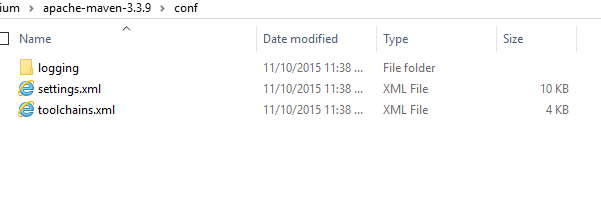 ium > apache-maven-3.3.9 > conf
Name Date modified Type Size
logging 11/10/2015 11:38 ... File folder
settings.xml 11/10/2015 11:38 ... XML File 10 KB
toolchains.xml 11/10/2015 11:38 ... XML File 4 KB